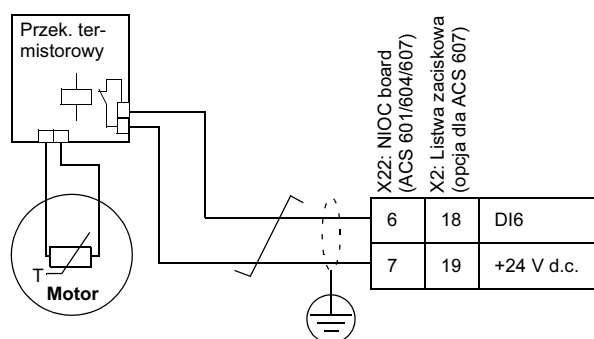 Przek. ter-
mistorowy
T
Motor
X22: NIOC board
(ACS 601/604/607)
X2: Listwa zaciskowa
(opcja dla ACS 607)
6 18 DI6
7 19 +24 V d.c.